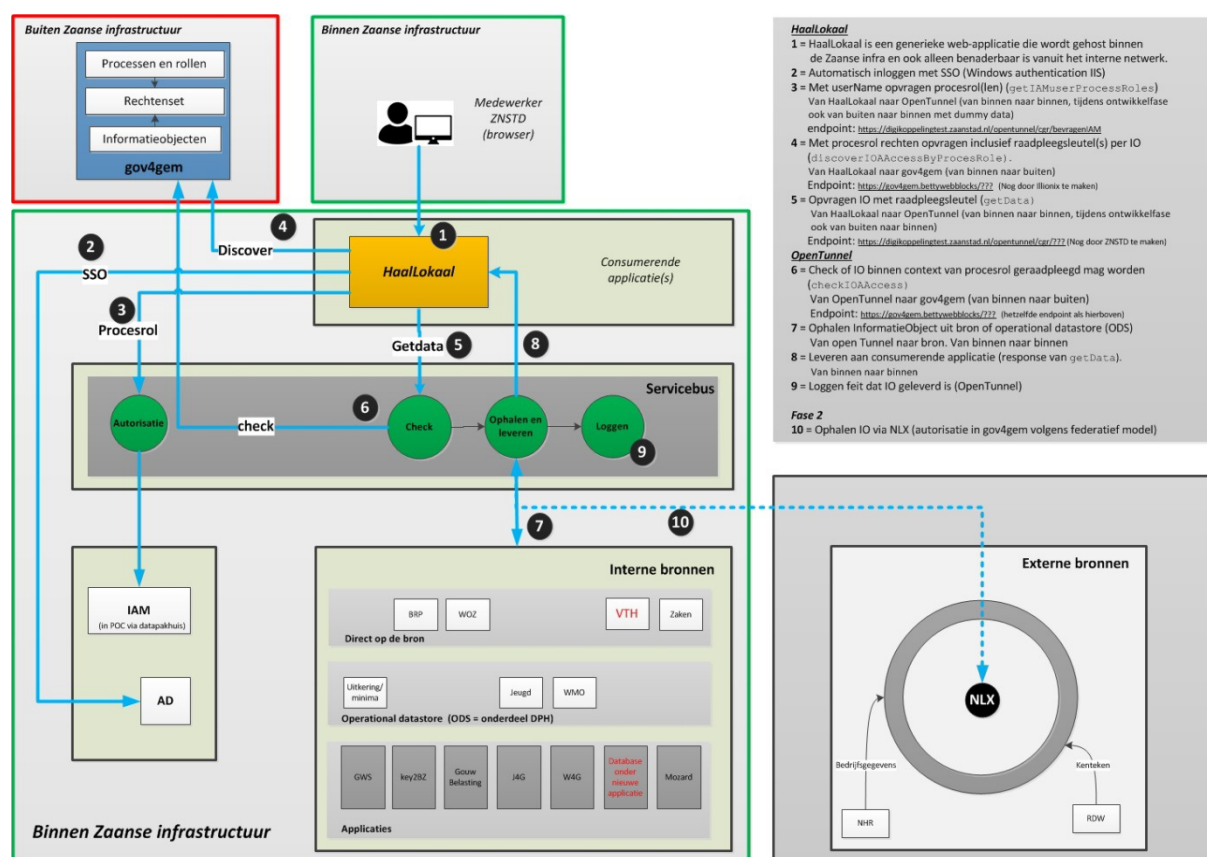 Buiten Zaanse infrastructuur
Processen en rollen
Rechtenset
Informatieobjecten
gov4gem
Binnen Zaanse infrastructuur
Medewerker
ZNSTD
(browser)
HaalLokaal
1 = HaalLokaal is een generieke web-applicatie die wordt gehost binnen
de Zaanse infra en ook alleen benaderbaar is vanuit het interne netwerk.
2 = Automatisch inloggen met SSO (Windows authentication IIS)
3 = Met userName opvragen procesrol(len) (getIAMuserProcessRoles)
Van HaalLokaal naar OpenTunnel (van binnen naar binnen, tijdens ontwikkelfase
ook van buiten naar binnen met dummy data)
endpoint: https://digikoppelingtest.zaanstad.nl/opentunnel/cgr/bevragenIAM
4 = Met procesrol rechten opvragen inclusief raadpleegsleutel(s) per IO
(discoverIOAAccessByProcesRole).
Van HaalLokaal naar gov4gem (van binnen naar buiten)
Endpoint: https://gov4gem.bettywebblocks/??? (Nog door Illionix te maken)
5 = Opvragen IO met raadpleegsleutel (getData)
Van HaalLokaal naar OpenTunnel (van binnen naar binnen, tijdens ontwikkelfase
ook van buiten naar binnen)
Endpoint: https://digikoppelingtest.zaanstad.nl/opentunnel/cgr/??? (Nog door ZNSTD te maken)
OpenTunnel
6 = Check of IO binnen context van procesrol geraadpleegd mag worden
(checkIOAAccess)
Van OpenTunnel naar gov4gem (van binnen naar buiten)
Endpoint: https://gov4gem.bettywebblocks/??? (hetzelfde endpoint als hierboven)
7 = Ophalen InformatieObject uit bron of operational datastore (ODS)
Van open Tunnel naar bron. Van binnen naar binnen
8 = Leveren aan consumerende applicatie (response van getData).
Van binnen naar binnen
9 = Loggen feit dat IO geleverd is (OpenTunnel)
Fase 2
10 = Ophalen IO via NLX (autorisatie in gov4gem volgens federatief model)
2
SSO
4
Discover
1
HaalLokaal
Consumerende
applicatie(s)
3
Procesrol
Getdata
5
8
Servicebus
Autorisatie
check
6
Check
Ophalen en
leveren
Loggen
9
7
10
IAM
(in POC via datapakhuis)
AD
Interne bronnen
BRP
WOZ
VTH
Zaken
Direct op de bron
Uitkering/
minima
Jeugd
WMO
Operational datastore (ODS = onderdeel DPH)
GWS
key2BZ
Gouw
Belasting
J4G
W4G
Database
onder
nieuwe
applicatie
Mozard
Applicaties
Binnen Zaanse infrastructuur
Externe bronnen
NLX
Bedrijfsgegevens
Kenteken
NHR
RDW